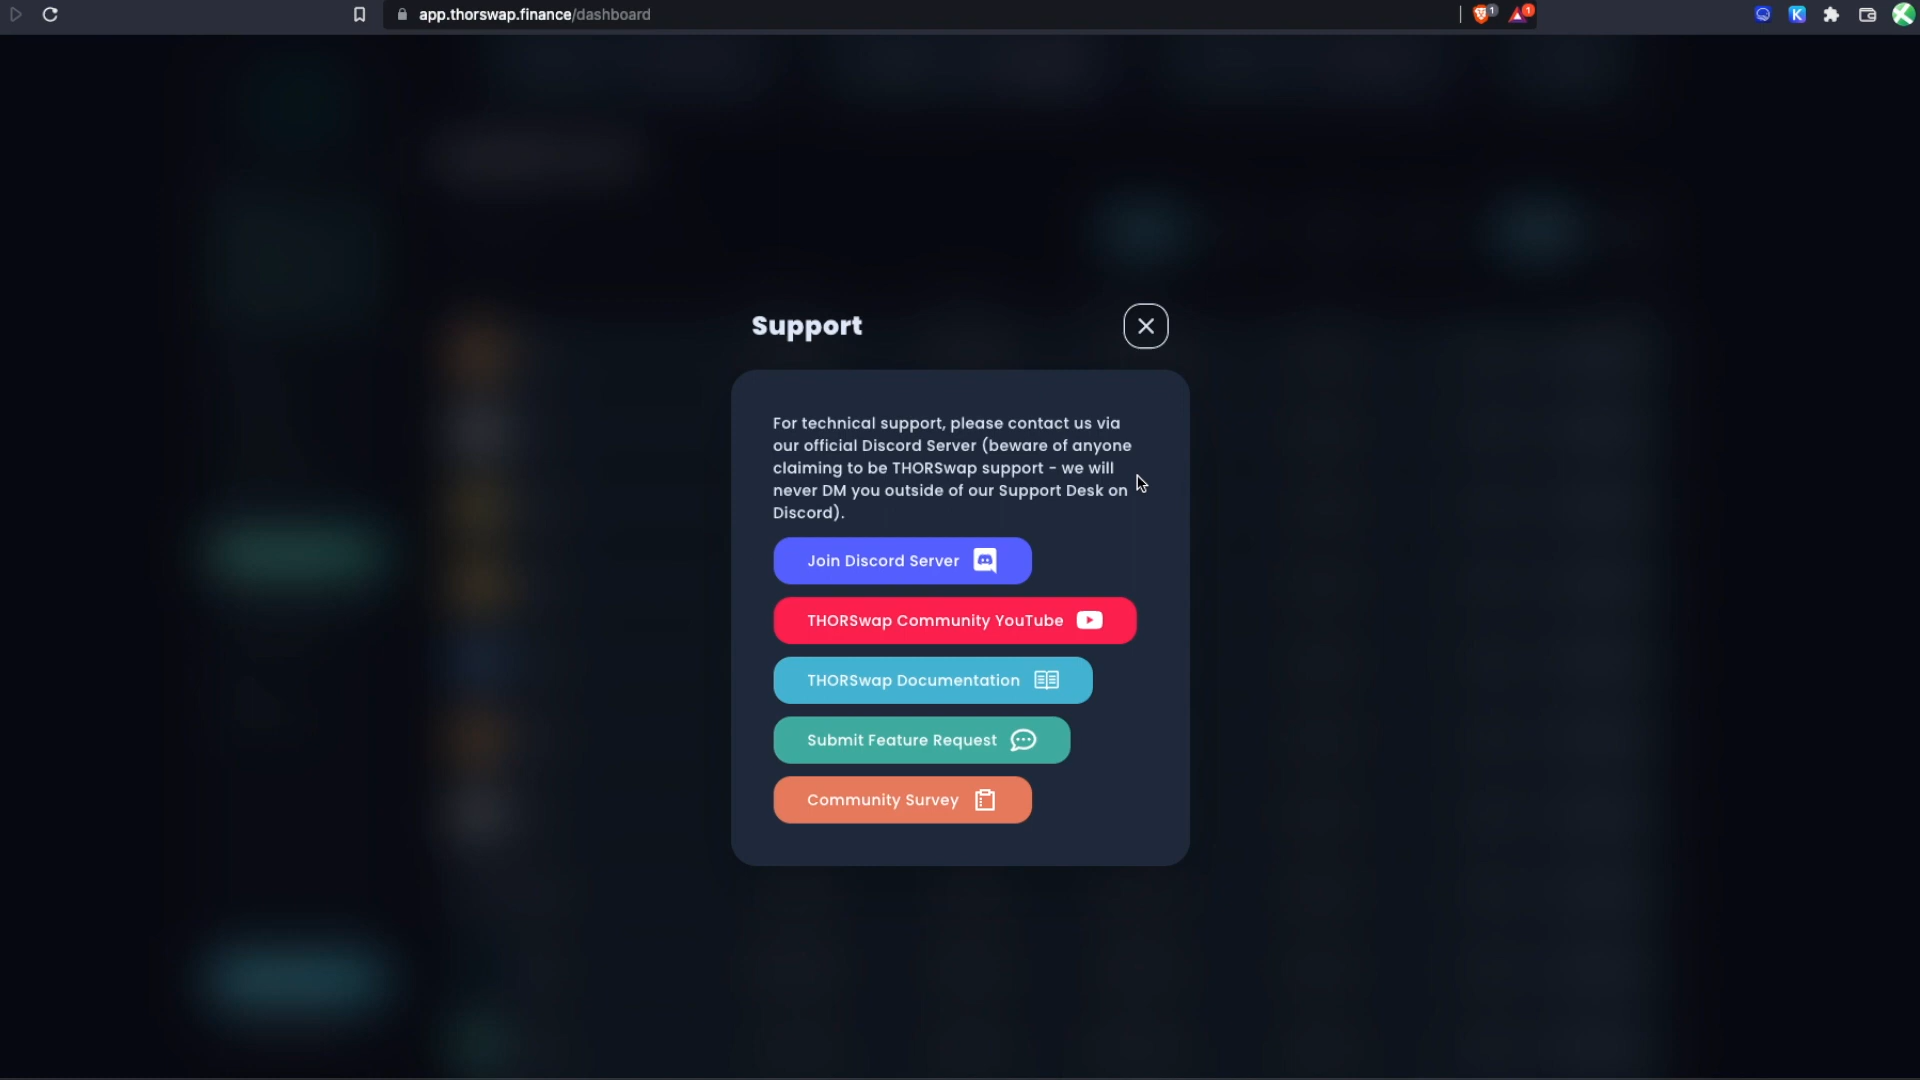 app.thorswap.finance/dashboard
1
1
K
Support
For technical support, please contact us via
our official Discord Server (beware of anyone
claiming to be THORSwap support - we will
never DM you outside of our Support Desk on
Discord).
Join Discord Server
THORSwap Community YouTube
THORSwap Documentation
Submit Feature Request
Community Survey